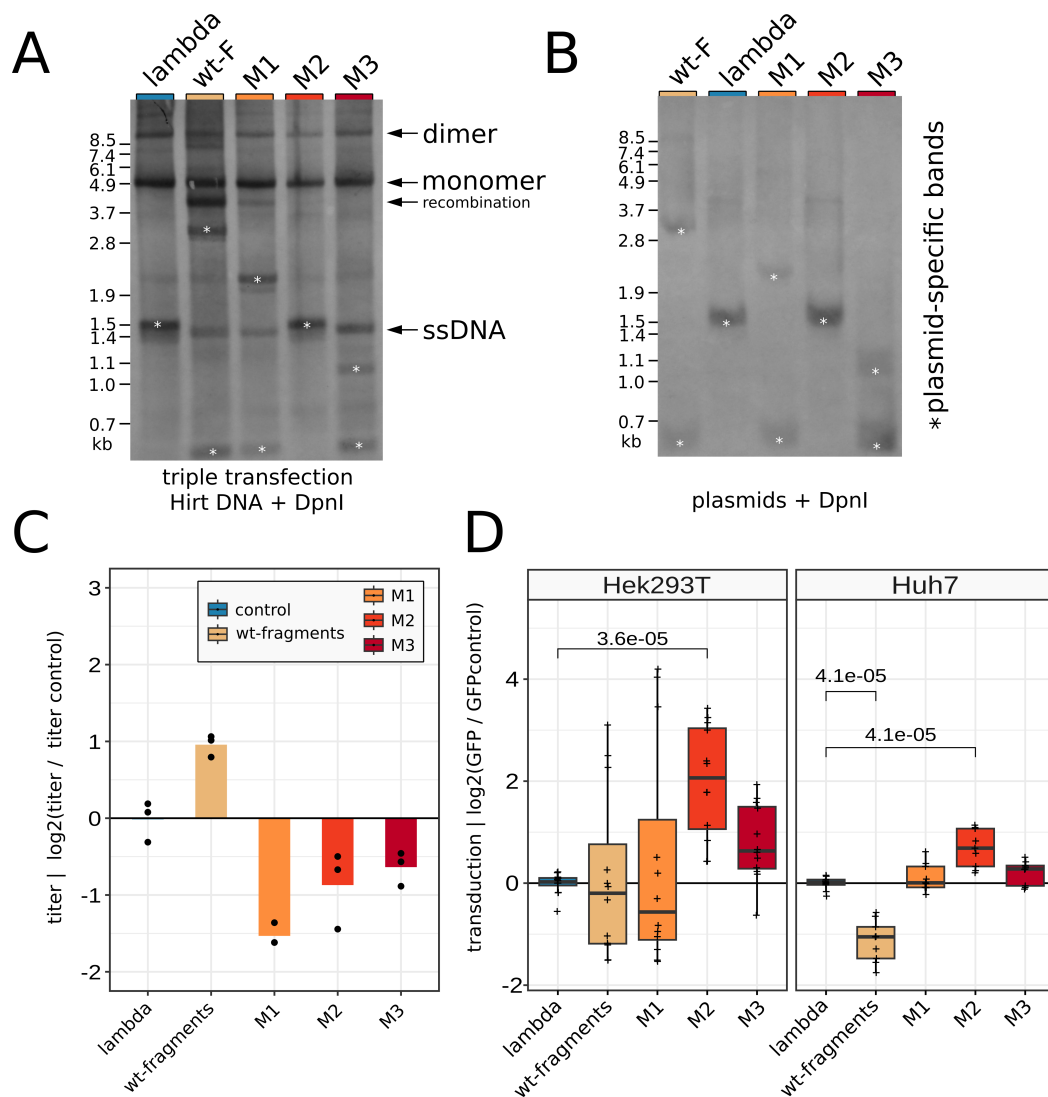 A
lambda
wt-F
M1
M2
M3
8.5
7.4
6.1
4.9
3.7
2.8
1.9
1.5
1.4
1.1
1.0
0.7
kb
dimer
monomer
recombination
ssDNA
*
*
*
*
*
*
*
*
triple transfection
Hirt DNA + DpnI
B
wt-F
lambda
M1
M2
M3
8.5
7.4
6.1
4.9
3.7
2.8
1.9
1.5
1.4
1.1
1.0
0.7
kb
*
*
*
*
*
*
*
*
* plasmid-specific bands
plasmids + DpnI
C
titer | log2(titer / titer control)
3
2
1
0
-1
-2
control
wt-fragments
M1
M2
M3
lambda
wt-fragments
M1
M2
M3
D
transduction | log2(GFP / GFPcontrol)
Hek293T
Huh7
4
2
0
-2
3.6e-05
4.1e-05
4.1e-05
lambda
wt-fragments
M1
M2
M3
lambda
wt-fragments
M1
M2
M3